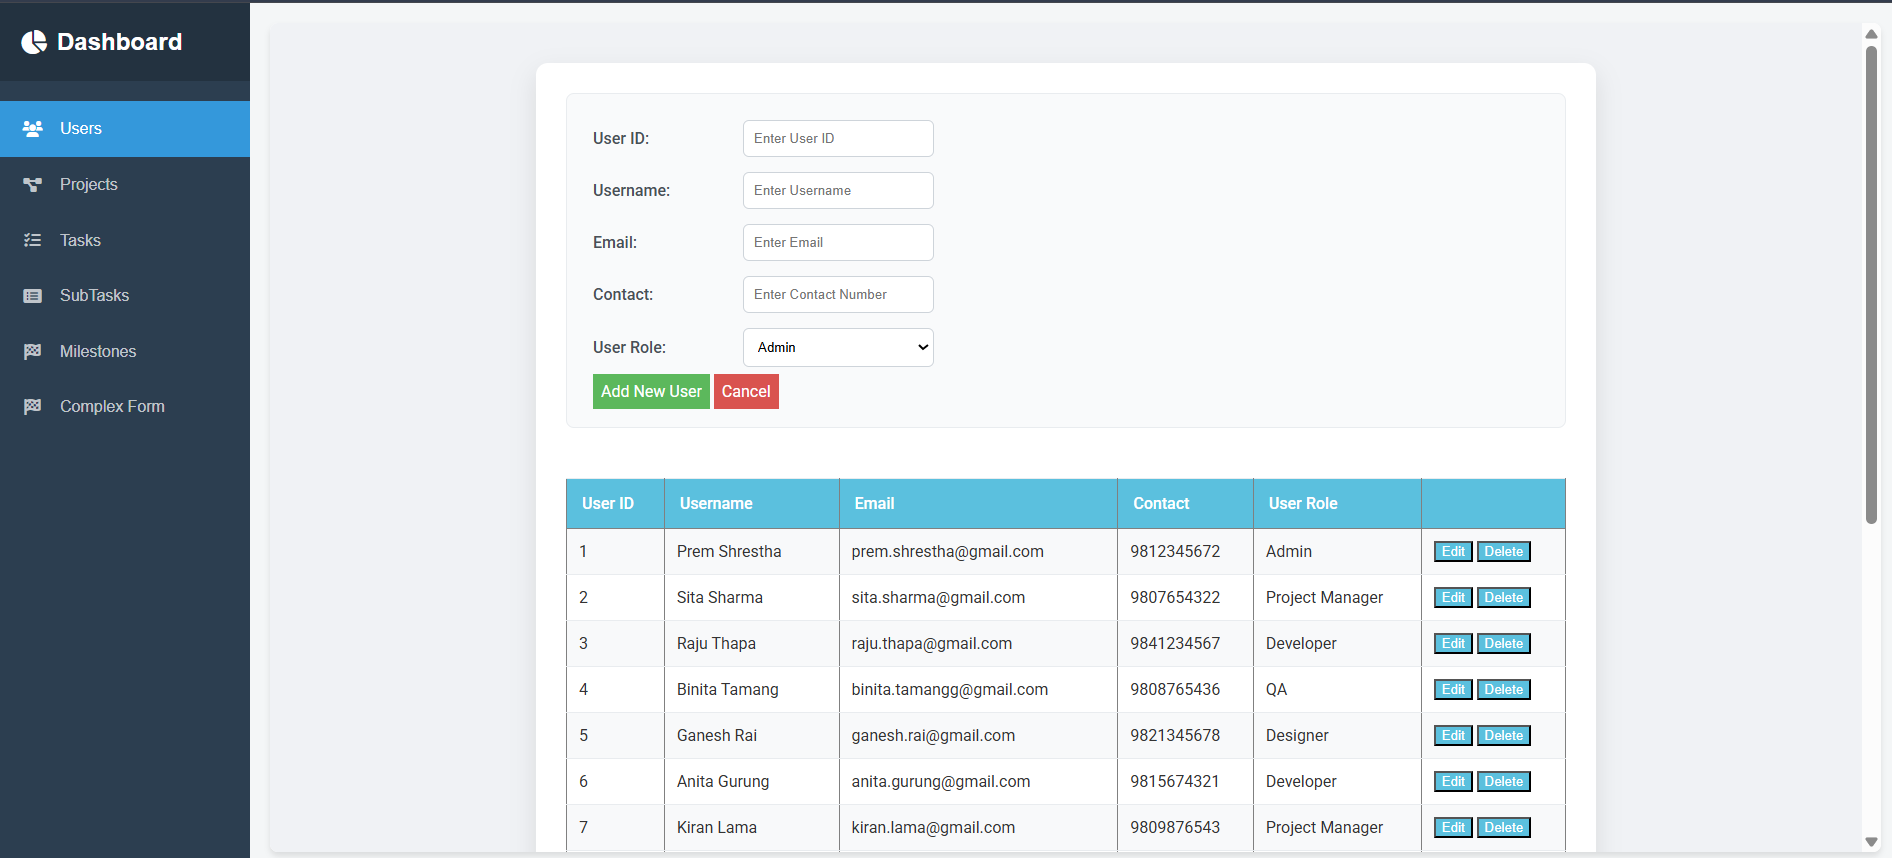 Dashboard
Users
Projects
Tasks
SubTasks
Milestones
Complex Form
User ID: Enter User ID
Username: Enter Username
Email: Enter Email
Contact: Enter Contact Number
User Role: Admin
Add New User Cancel
User ID Username Email Contact User Role
1 Prem Shrestha prem.shrestha@gmail.com 9812345672 Admin Edit Delete
2 Sita Sharma sita.sharma@gmail.com 9807654322 Project Manager Edit Delete
3 Raju Thapa raju.thapa@gmail.com 9841234567 Developer Edit Delete
4 Binita Tamang binita.tamangg@gmail.com 9808765436 QA Edit Delete
5 Ganesh Rai ganesh.rai@gmail.com 9821345678 Designer Edit Delete
6 Anita Gurung anita.gurung@gmail.com 9815674321 Developer Edit Delete
7 Kiran Lama kiran.lama@gmail.com 9809876543 Project Manager Edit Delete